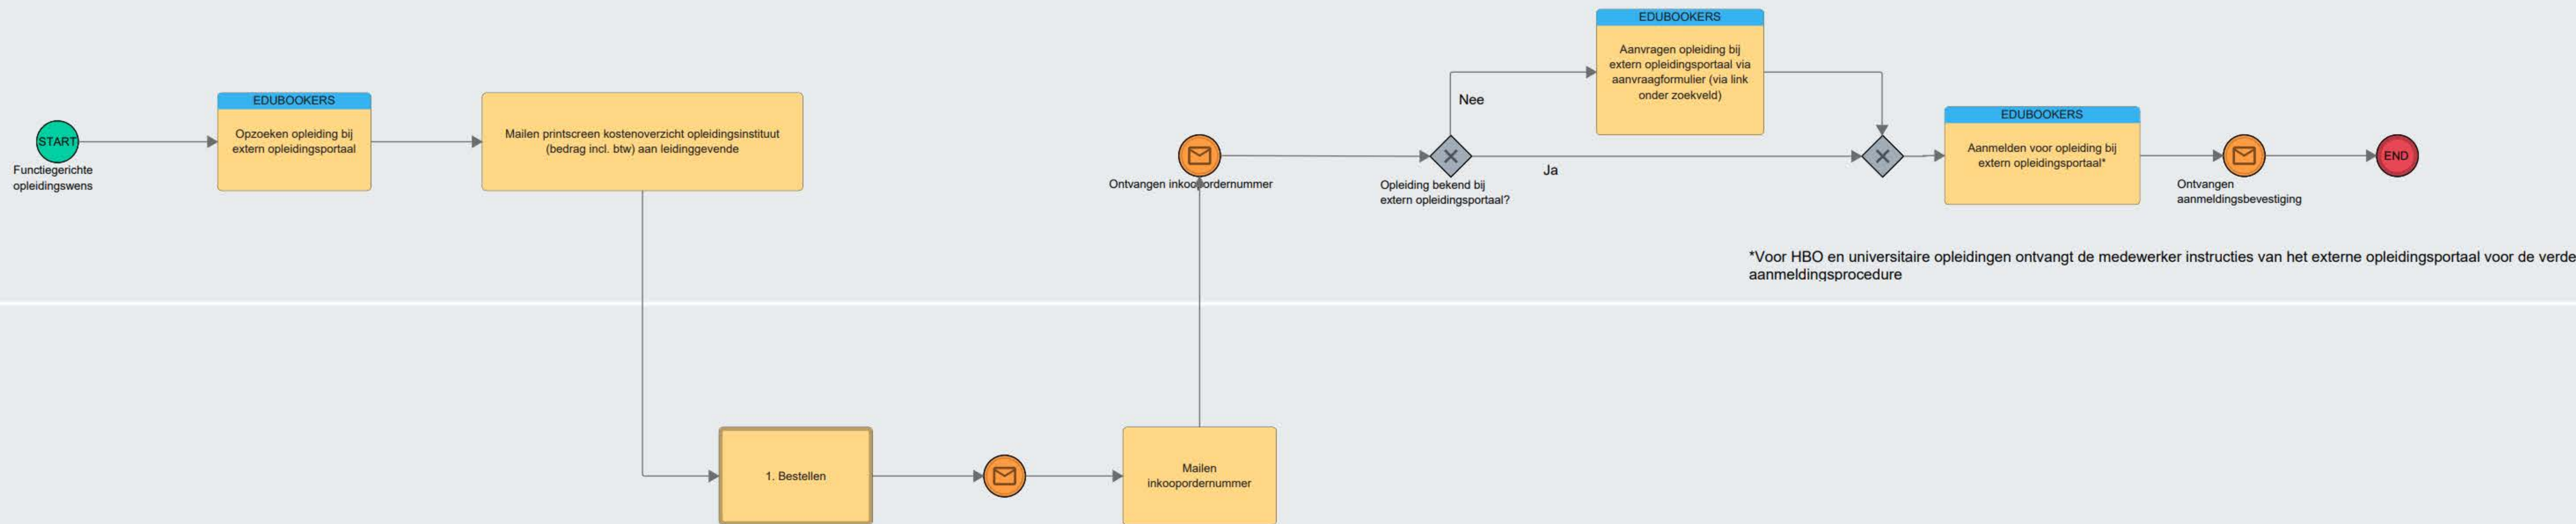 START
Functiegerichte
opleidingswens
EDUBOOKERS
Opzoeken opleiding bij
extern opleidingsportaal
Mailen printscreen kostenoverzicht opleidingsinstituut
(bedrag incl. btw) aan leidinggevende
Ontvangen inkoopordernummer
Opleiding bekend bij
extern opleidingsportaal?
Nee
Ja
EDUBOOKERS
Aanvragen opleiding bij
extern opleidingsportaal via
aanvraagformulier (via link
onder zoekveld)
EDUBOOKERS
Aanmelden voor opleiding bij
extern opleidingsportaal*
Ontvangen
aanmeldingsbevestiging
END
*Voor HBO en universitaire opleidingen ontvangt de medewerker instructies van het externe opleidingsportaal voor de verde
aanmeldingsprocedure
1. Bestellen
Mailen
inkoopordernummer